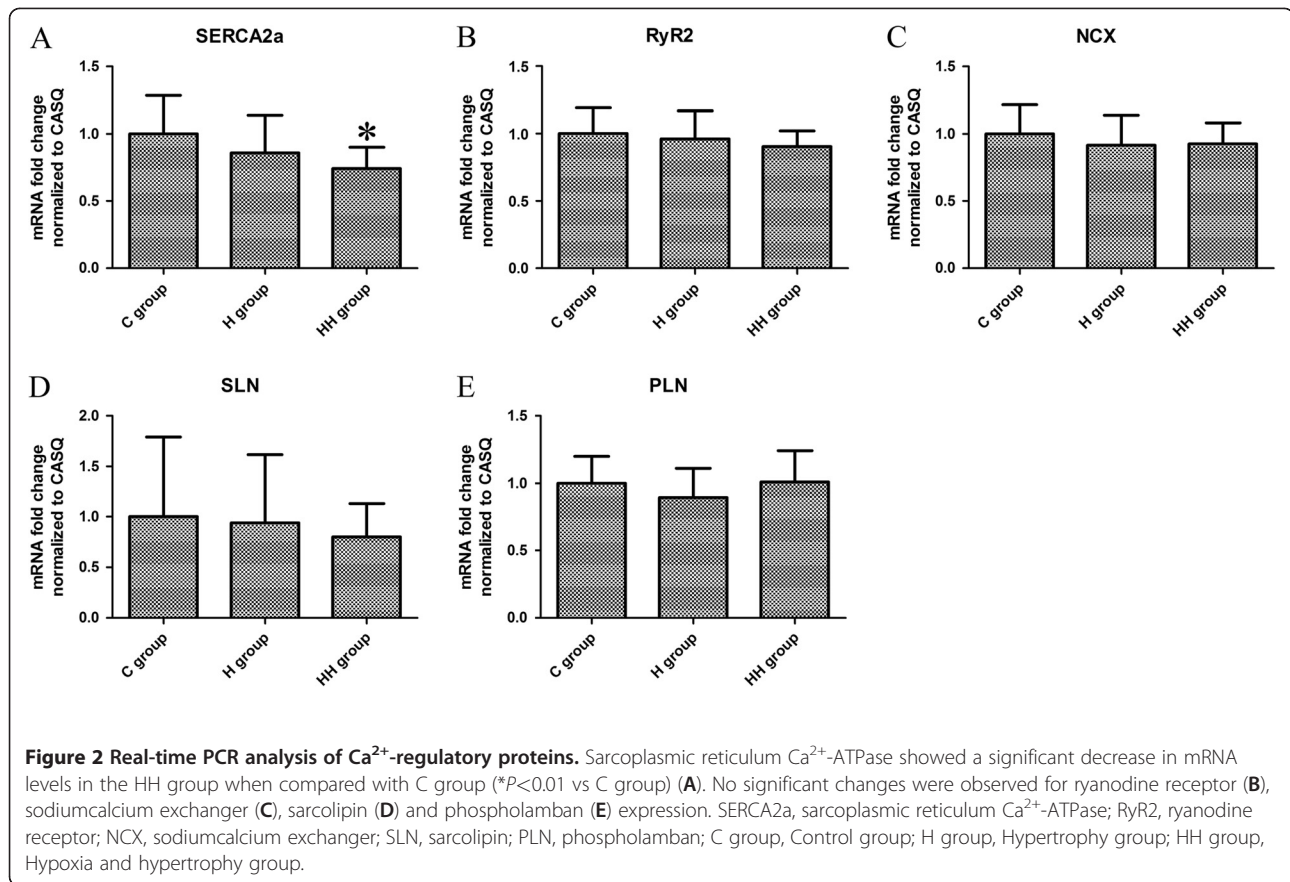 A
SERCA2a
mRNA fold change
normalized to CASQ
1.5
1.0
0.5
0.0
*
C group
H group
HH group
B
RyR2
mRNA fold change
normalized to CASQ
1.5
1.0
0.5
0.0
C group
H group
HH group
C
NCX
mRNA fold change
normalized to CASQ
1.5
1.0
0.5
0.0
C group
H group
HH group
D
SLN
mRNA fold change
normalized to CASQ
2.0
1.5
1.0
0.5
0.0
C group
H group
HH group
E
PLN
mRNA fold change
normalized to CASQ
1.5
1.0
0.5
0.0
C group
H group
HH group
Figure 2 Real-time PCR analysis of Ca²⁺-regulatory proteins. Sarcoplasmic reticulum Ca²⁺-ATPase showed a significant decrease in mRNA
levels in the HH group when compared with C group (*P<0.01 vs C group) (A). No significant changes were observed for ryanodine receptor (B),
sodiumcalcium exchanger (C), sarcolipin (D) and phospholamban (E) expression. SERCA2a, sarcoplasmic reticulum Ca²⁺-ATPase; RyR2, ryanodine
receptor; NCX, sodiumcalcium exchanger; SLN, sarcolipin; PLN, phospholamban; C group, Control group; H group, Hypertrophy group; HH group,
Hypoxia and hypertrophy group.